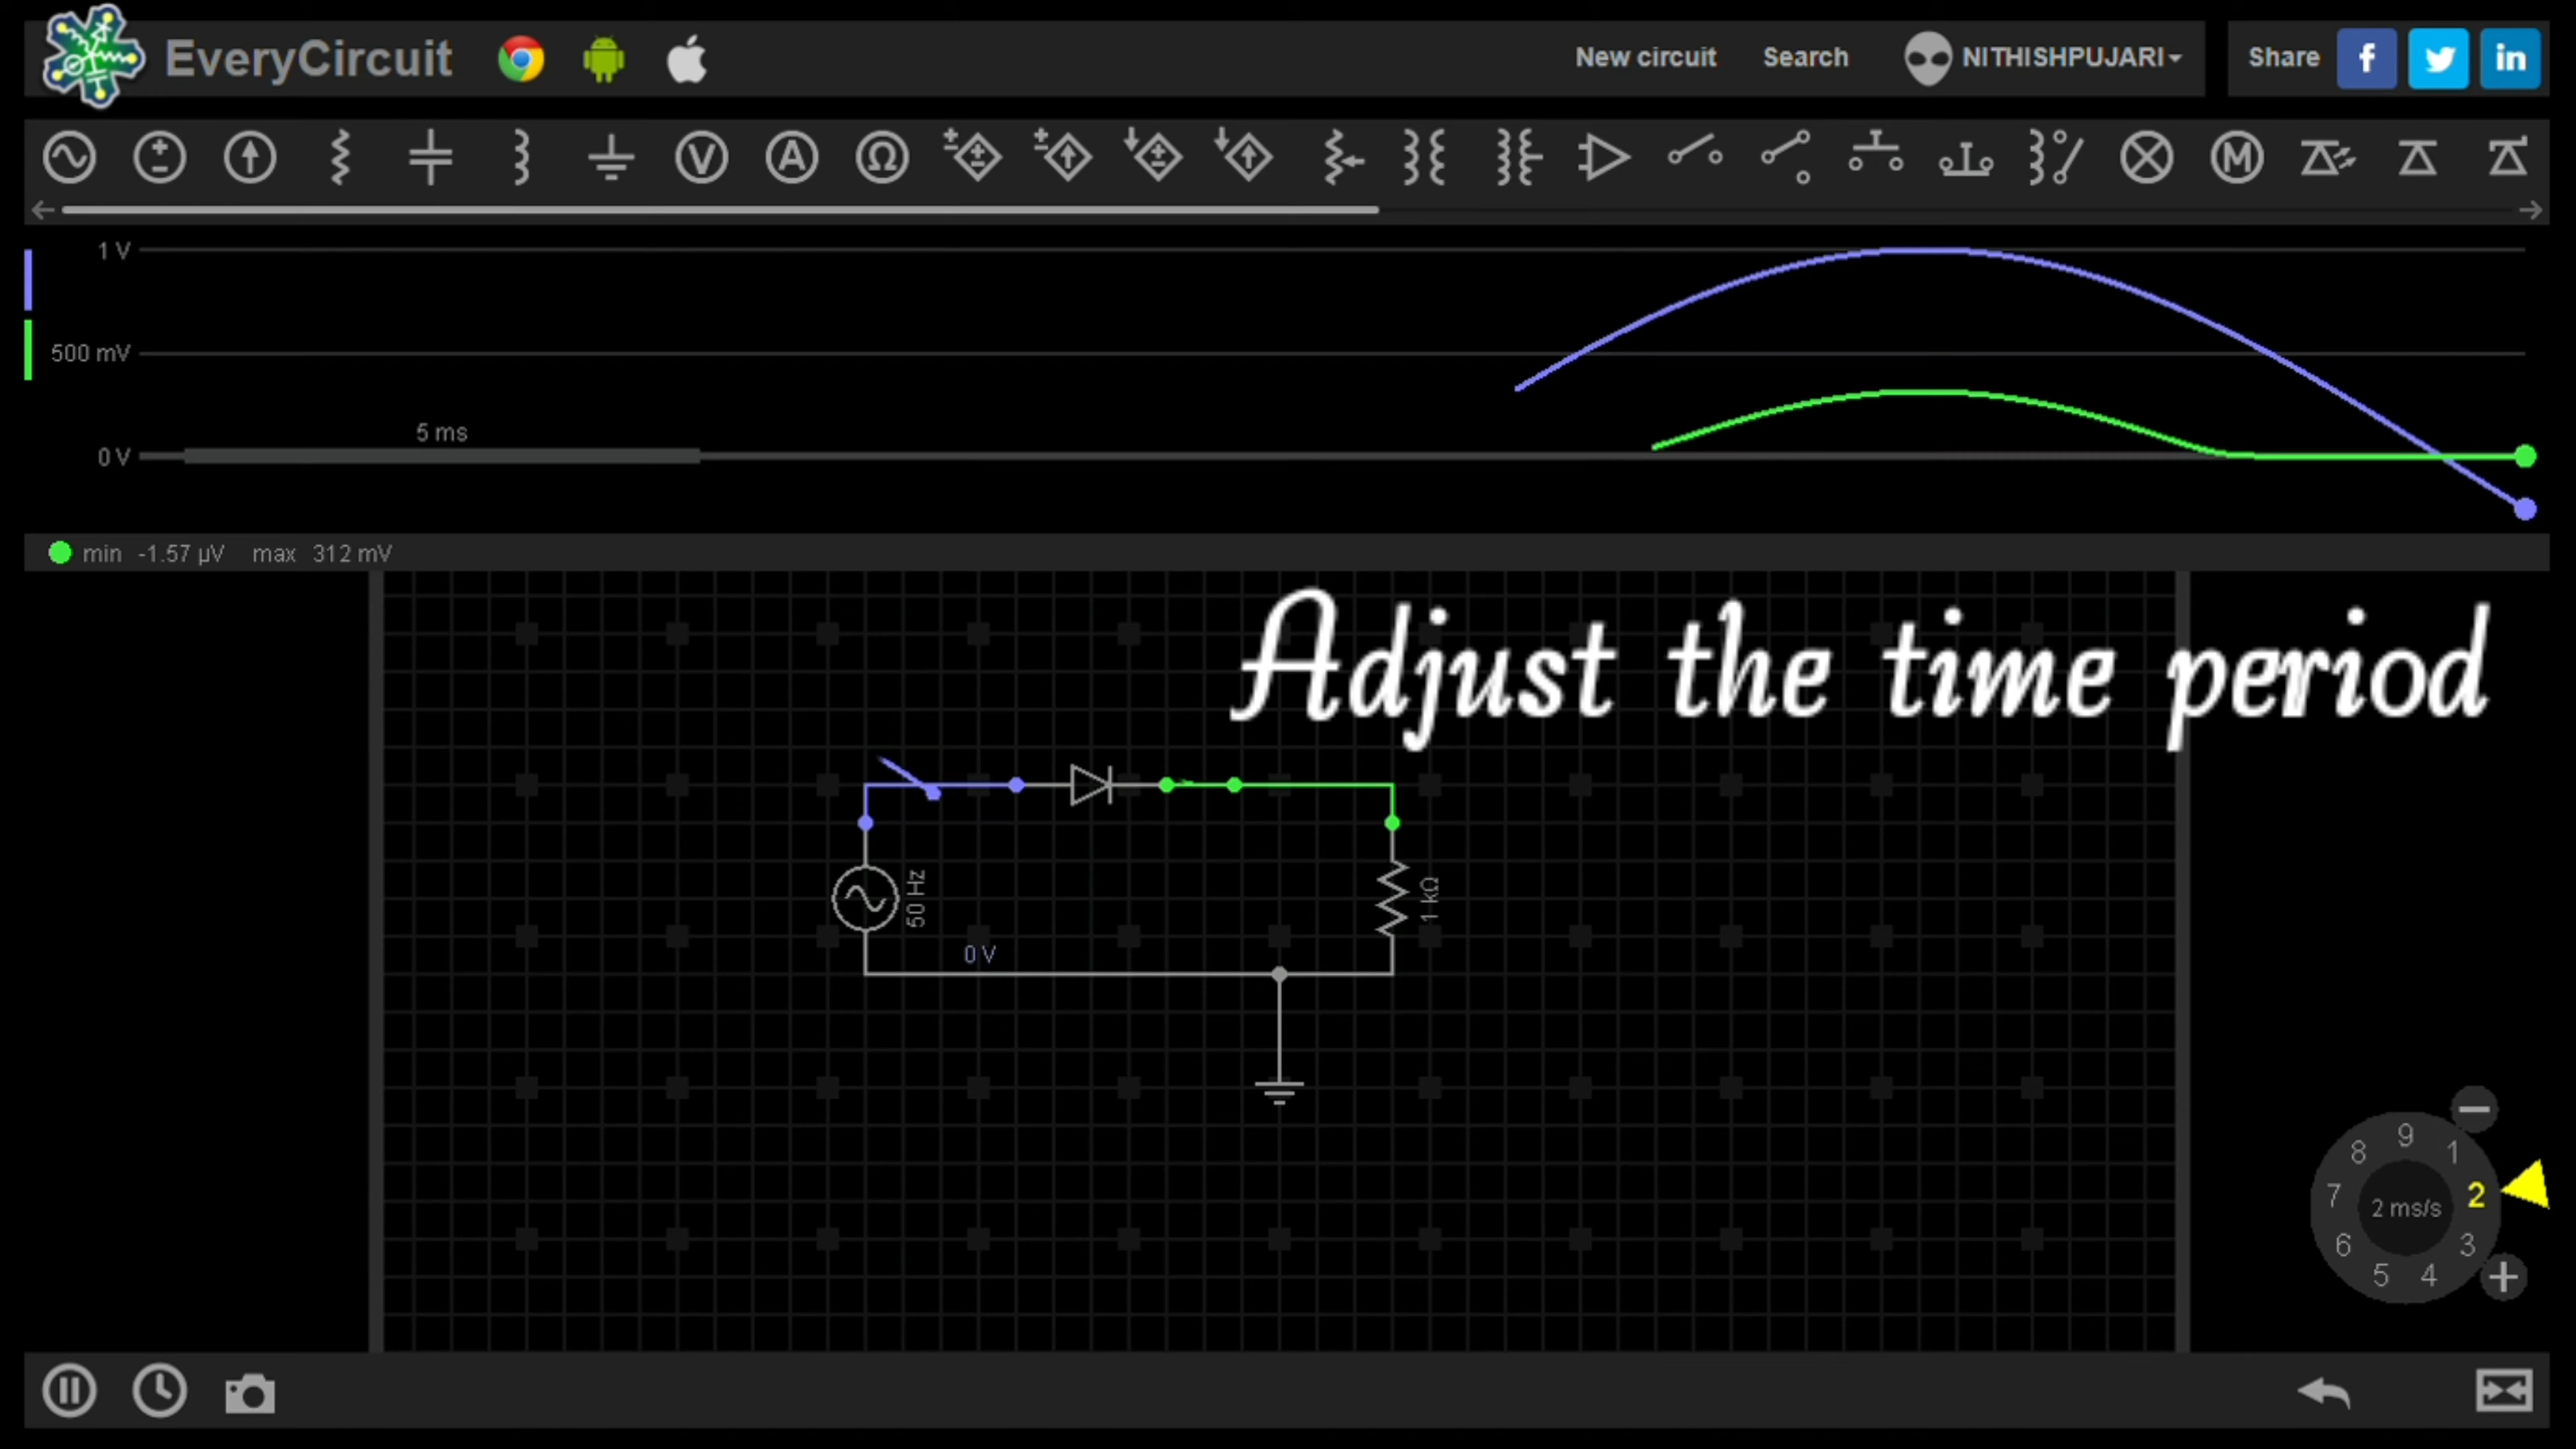 EveryCircuit
New circuit Search NITHISHPUJARI Share f in
V A Ω M
1 V
500 mV
5 ms
0 V
min -1.57 µV max 312 mV
Adjust the time period
50 Hz
1 kΩ
0 V
9
8 1
7 2 ms/s 2
6 3
5 4